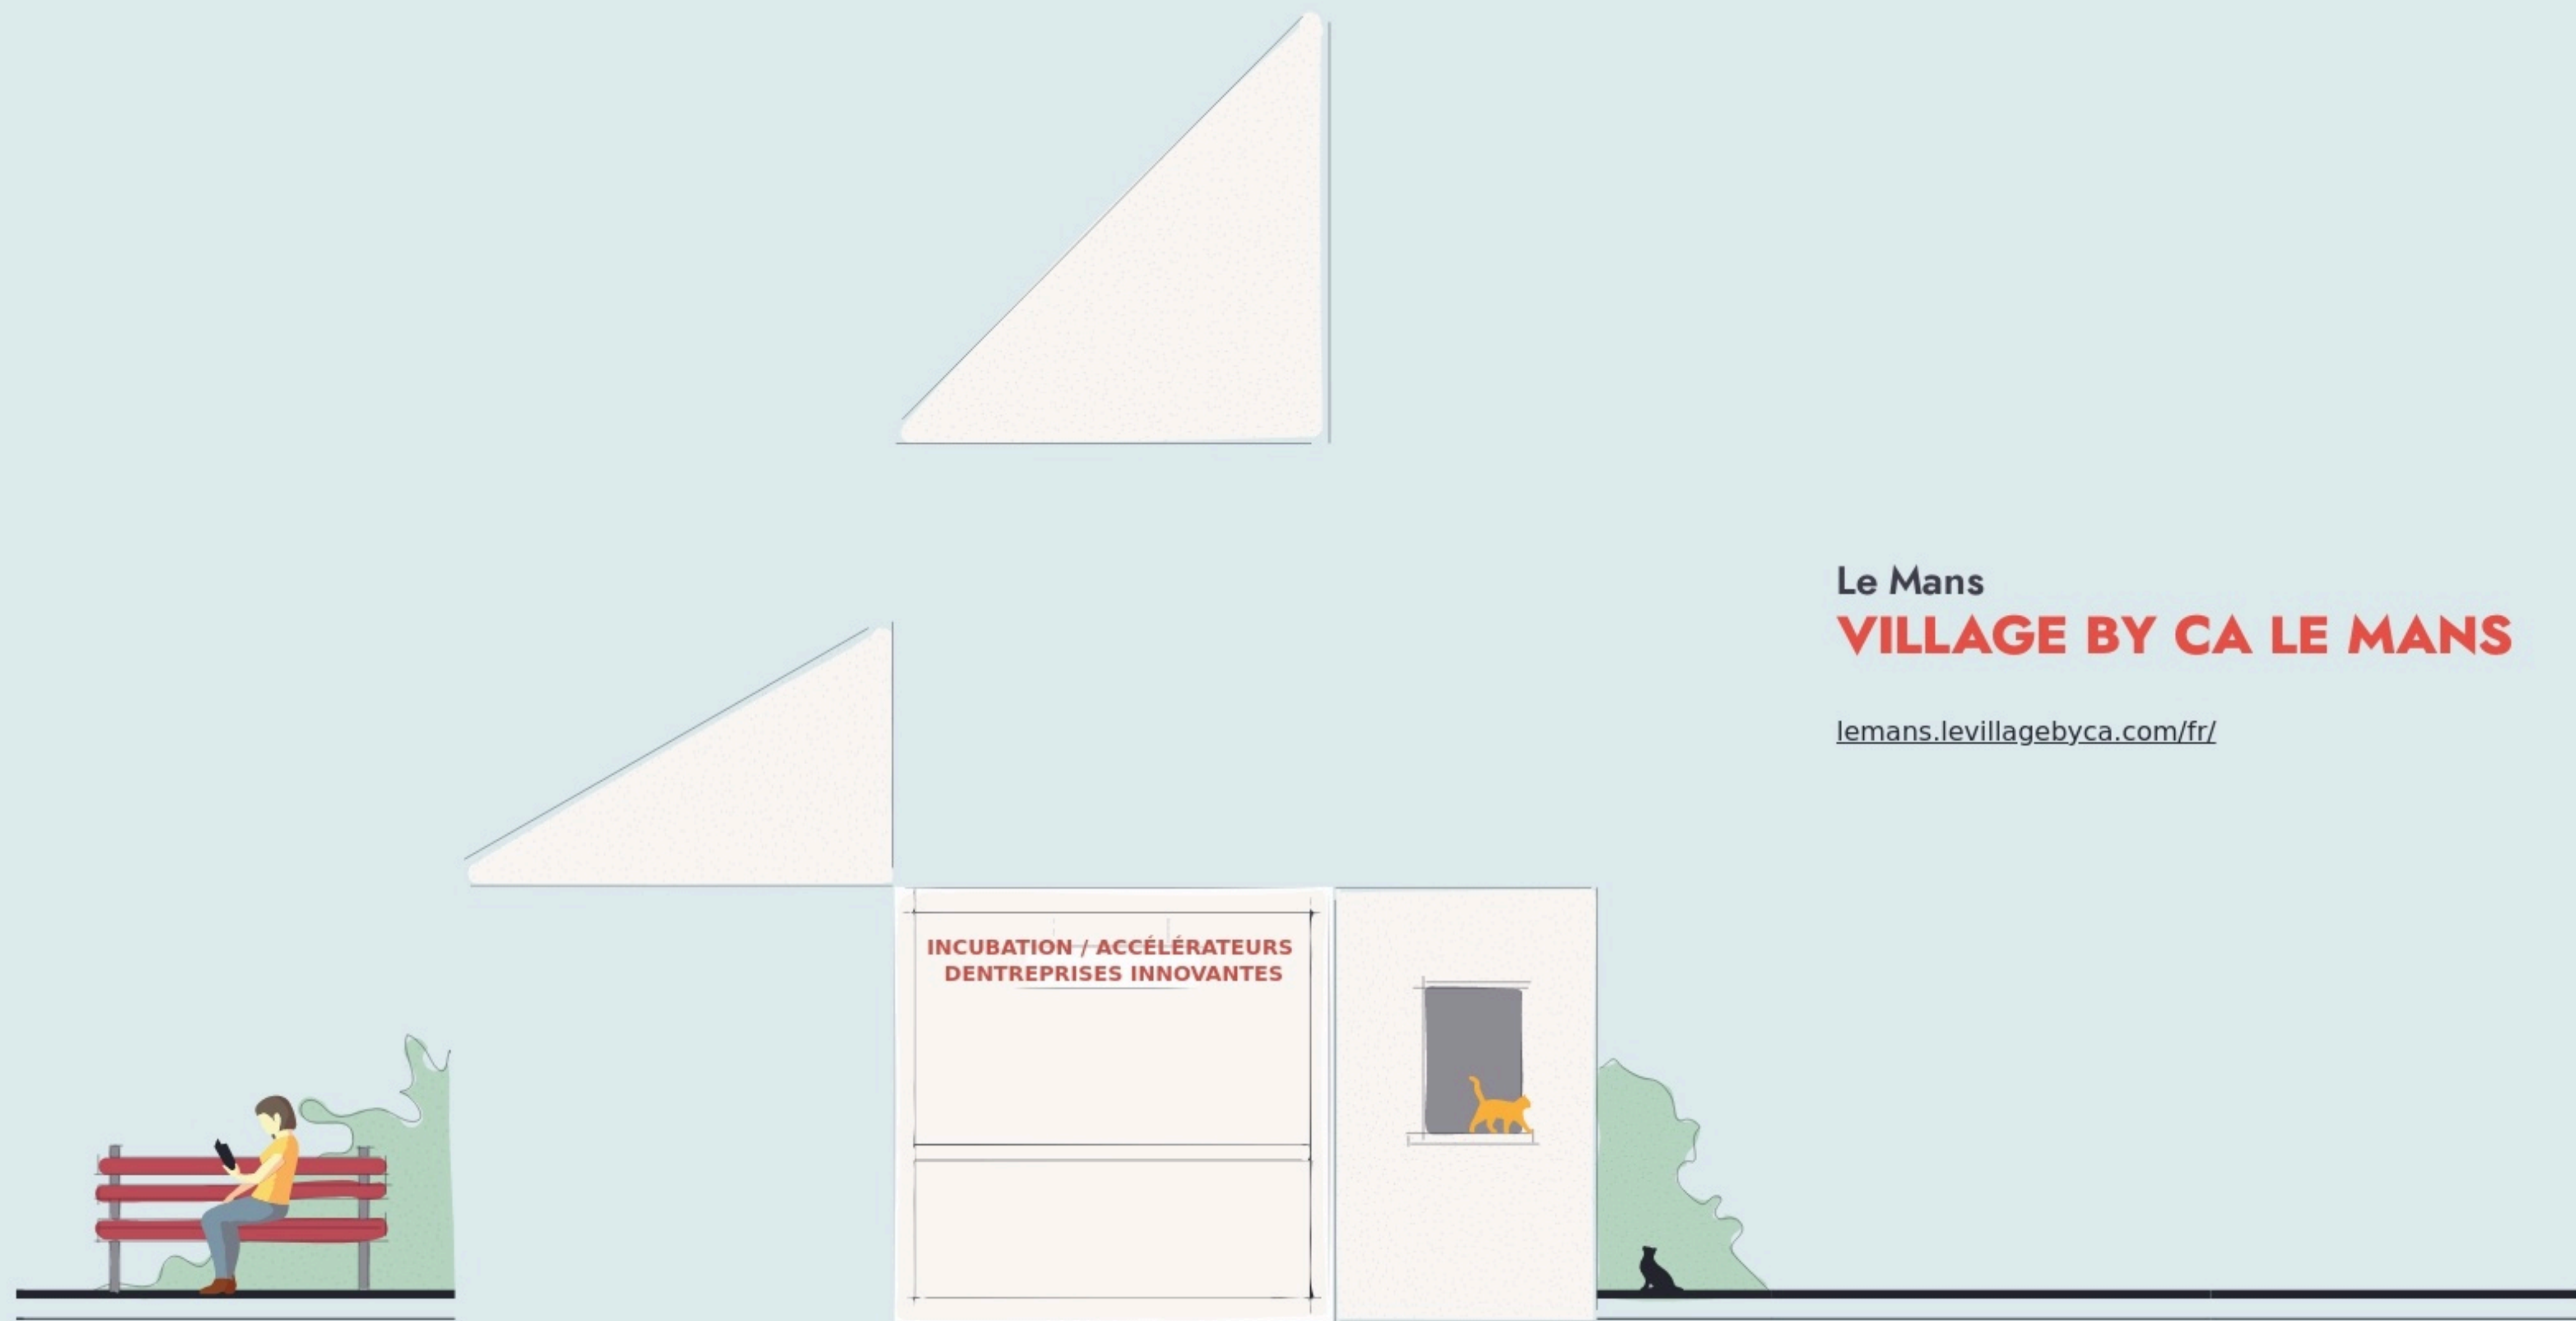 Le Mans
VILLAGE BY CA LE MANS
lemans.levillagebyca.com/fr/
INCUBATION / ACCÉLÉRATEURS
DENTREPRISES INNOVANTES